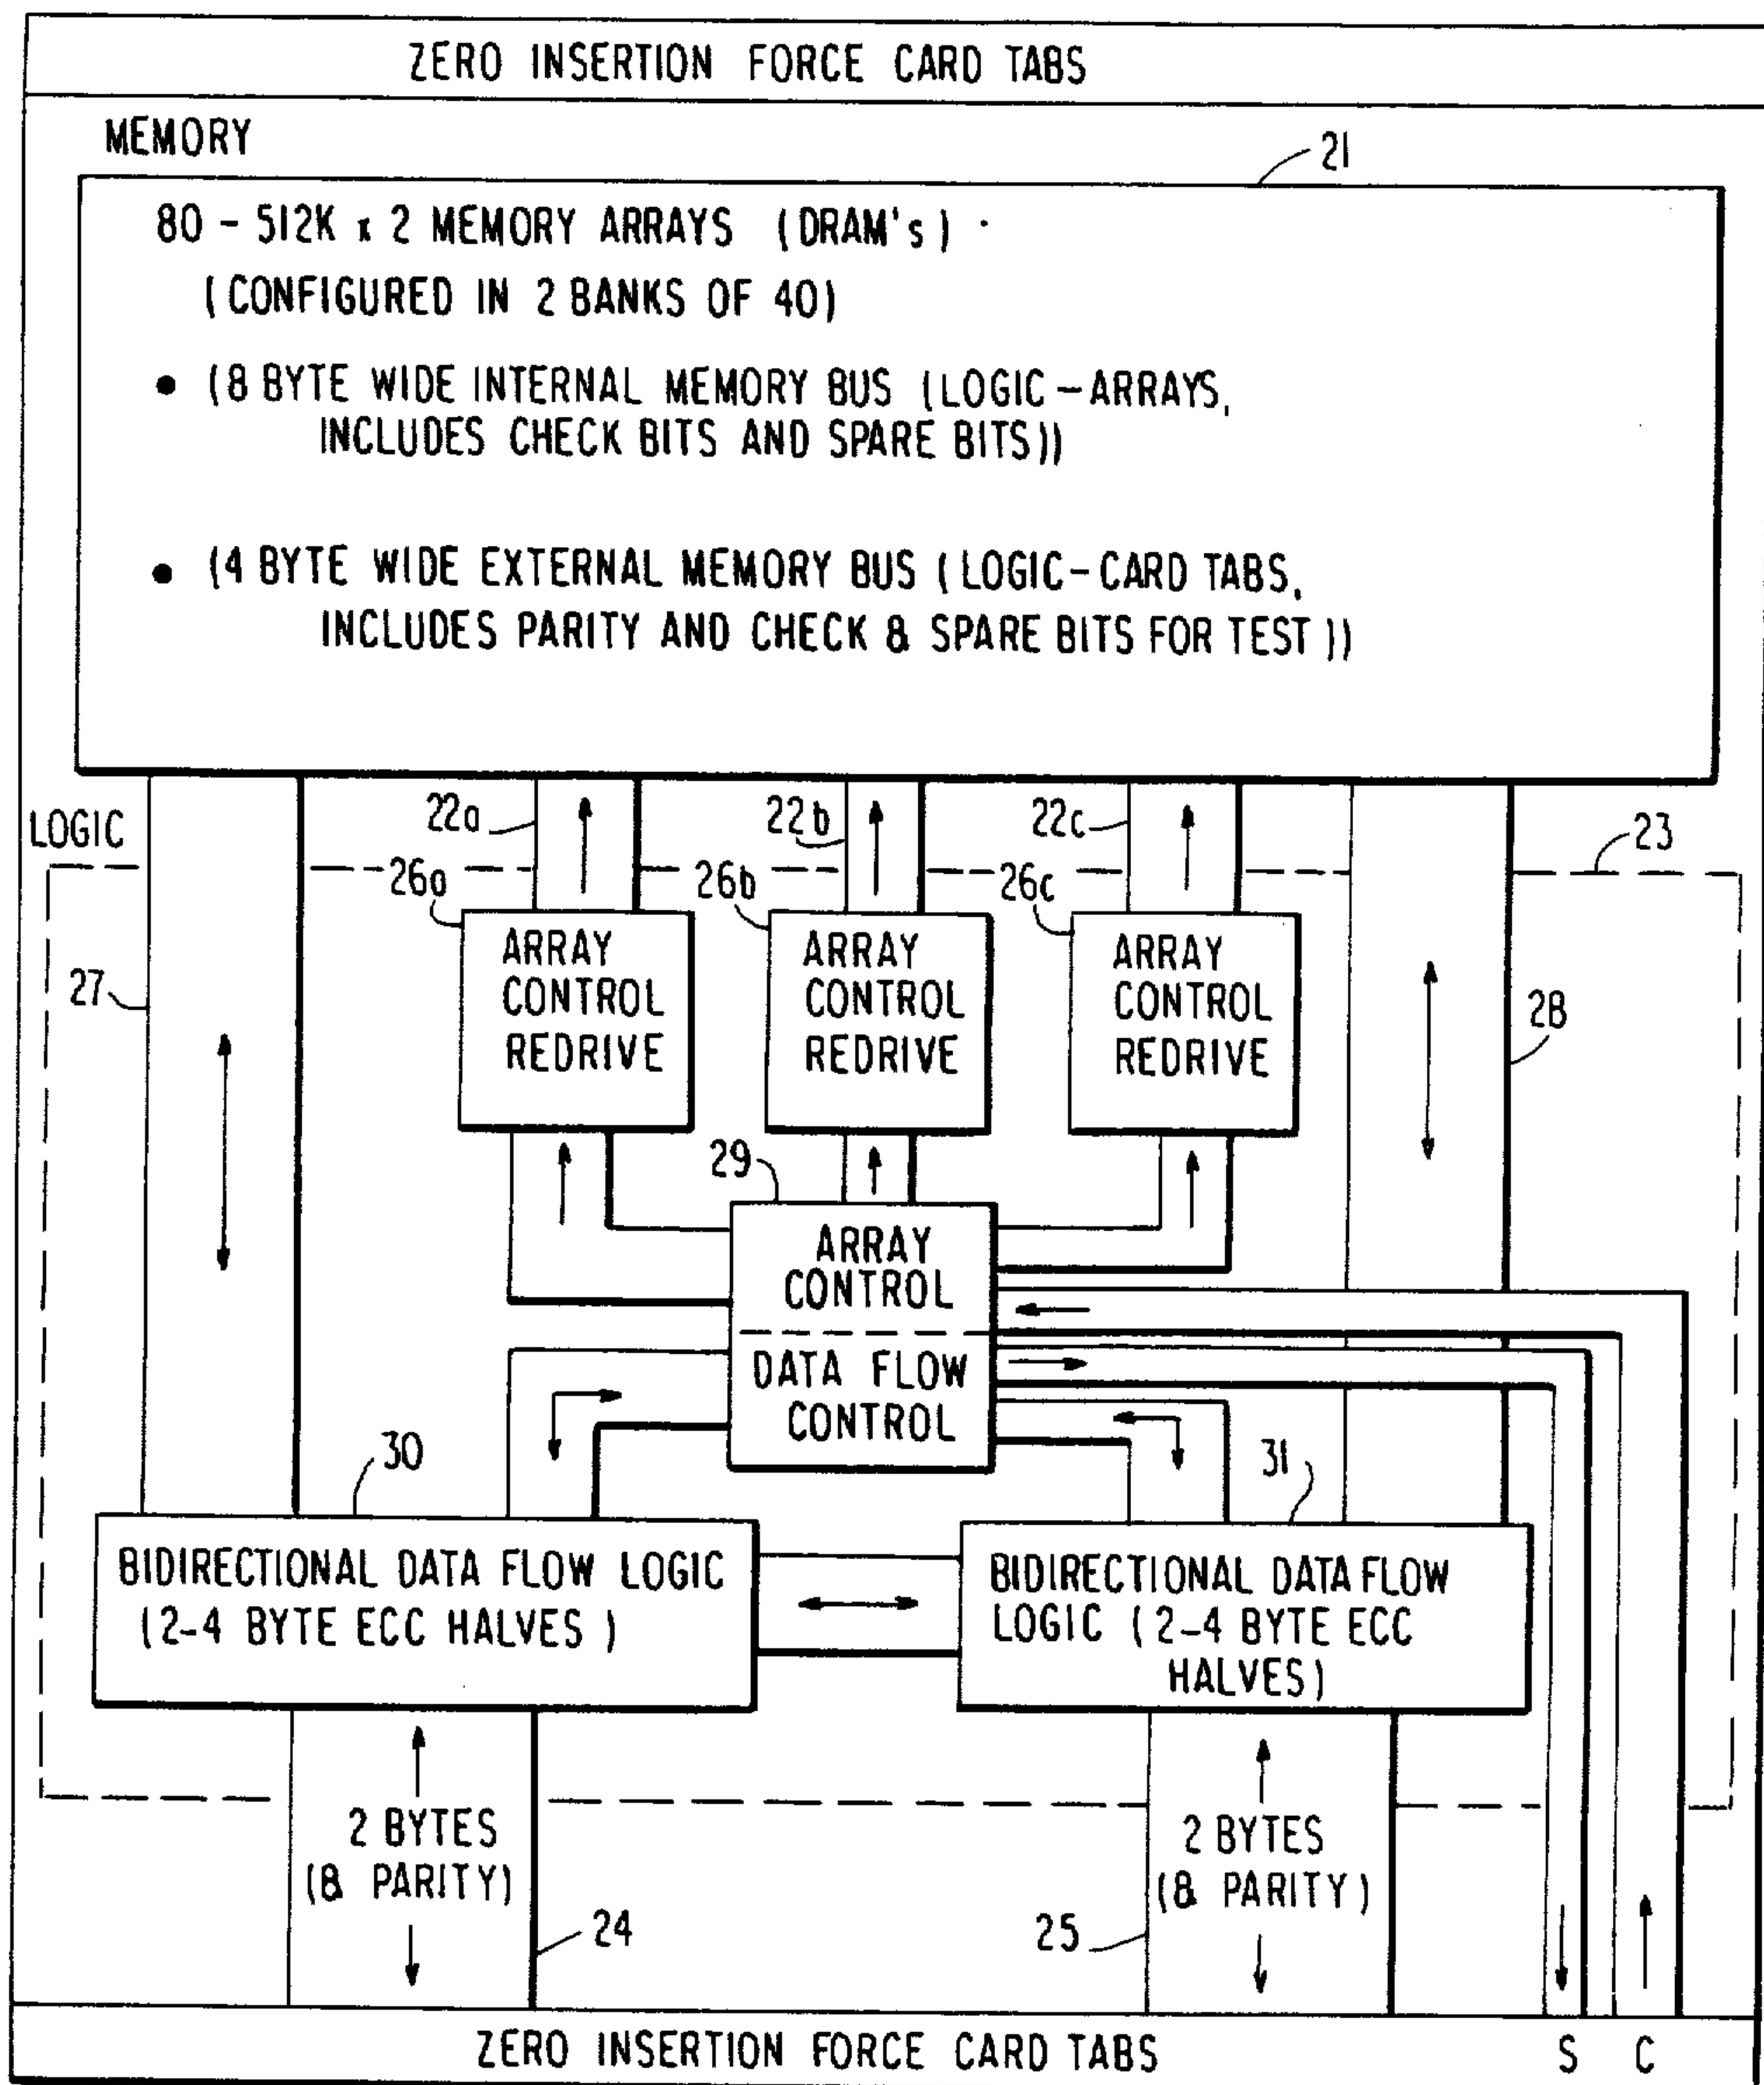 ZERO INSERTION FORCE CARD TABS
MEMORY
21
80 - 512K x 2 MEMORY ARRAYS (DRAM's)
(CONFIGURED IN 2 BANKS OF 40)
• (8 BYTE WIDE INTERNAL MEMORY BUS (LOGIC-ARRAYS,
INCLUDES CHECK BITS AND SPARE BITS))
• (4 BYTE WIDE EXTERNAL MEMORY BUS (LOGIC-CARD TABS,
INCLUDES PARITY AND CHECK & SPARE BITS FOR TEST))
22a
22b
22c
LOGIC
23
26a
26b
26c
ARRAY
CONTROL
REDRIVE
ARRAY
CONTROL
REDRIVE
ARRAY
CONTROL
REDRIVE
27
28
29
ARRAY
CONTROL
DATA FLOW
CONTROL
30
31
BIDIRECTIONAL DATA FLOW LOGIC
(2-4 BYTE ECC HALVES)
BIDIRECTIONAL DATA FLOW
LOGIC (2-4 BYTE ECC
HALVES)
2 BYTES
(& PARITY)
2 BYTES
(& PARITY)
24
25
ZERO INSERTION FORCE CARD TABS
S
C